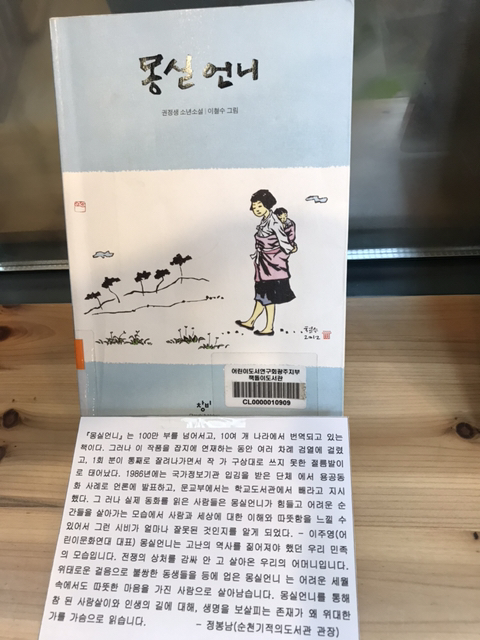 몽실 언니
권정생 소년소설 | 이철수 그림
철수
2012
어린이도서연구회광주지부
책돌이도서관
CL0000010909
창비
『몽실언니』는 100만 부를 넘어서고, 10여 개 나라에서 번역되고 있는
책이다. 그러나 이 작품을 잡지에 연재하는 동안 여러 차례 검열에 걸렸
고, 1회 분이 통째로 잘려나가면서 작 가 구상대로 쓰지 못한 절름발이
로 태어났다. 1986년에는 국가정보기관 입김을 받은 단체 에서 용공동
화 사례로 언론에 발표하고, 문교부에서는 학교도서관에서 빼라고 지시
했다. 그 러나 실제 동화를 읽은 사람들은 몽실언니가 힘들고 어려운 순
간들을 살아가는 모습에서 사람과 세상에 대한 이해와 따뜻함을 느낄 수
있어서 그런 시비가 얼마나 잘못된 것인지를 알게 되었다. - 이주영(어
린이문화연대 대표) 몽실언니는 고난의 역사를 짊어져야 했던 우리 민족
의 모습입니다. 전쟁의 상처를 감싸 안 고 살아온 우리의 어머니입니다.
위태로운 걸음으로 불쌍한 동생들을 등에 업은 몽실언니 는 어려운 세월
속에서도 따뜻한 마음을 가진 사람으로 살아남습니다. 몽실언니를 통해
참 된 사람살이와 인생의 길에 대해, 생명을 보살피는 존재가 왜 위대한
가를 가슴으로 읽습니다. - 정봉남(순천기적의도서관 관장)